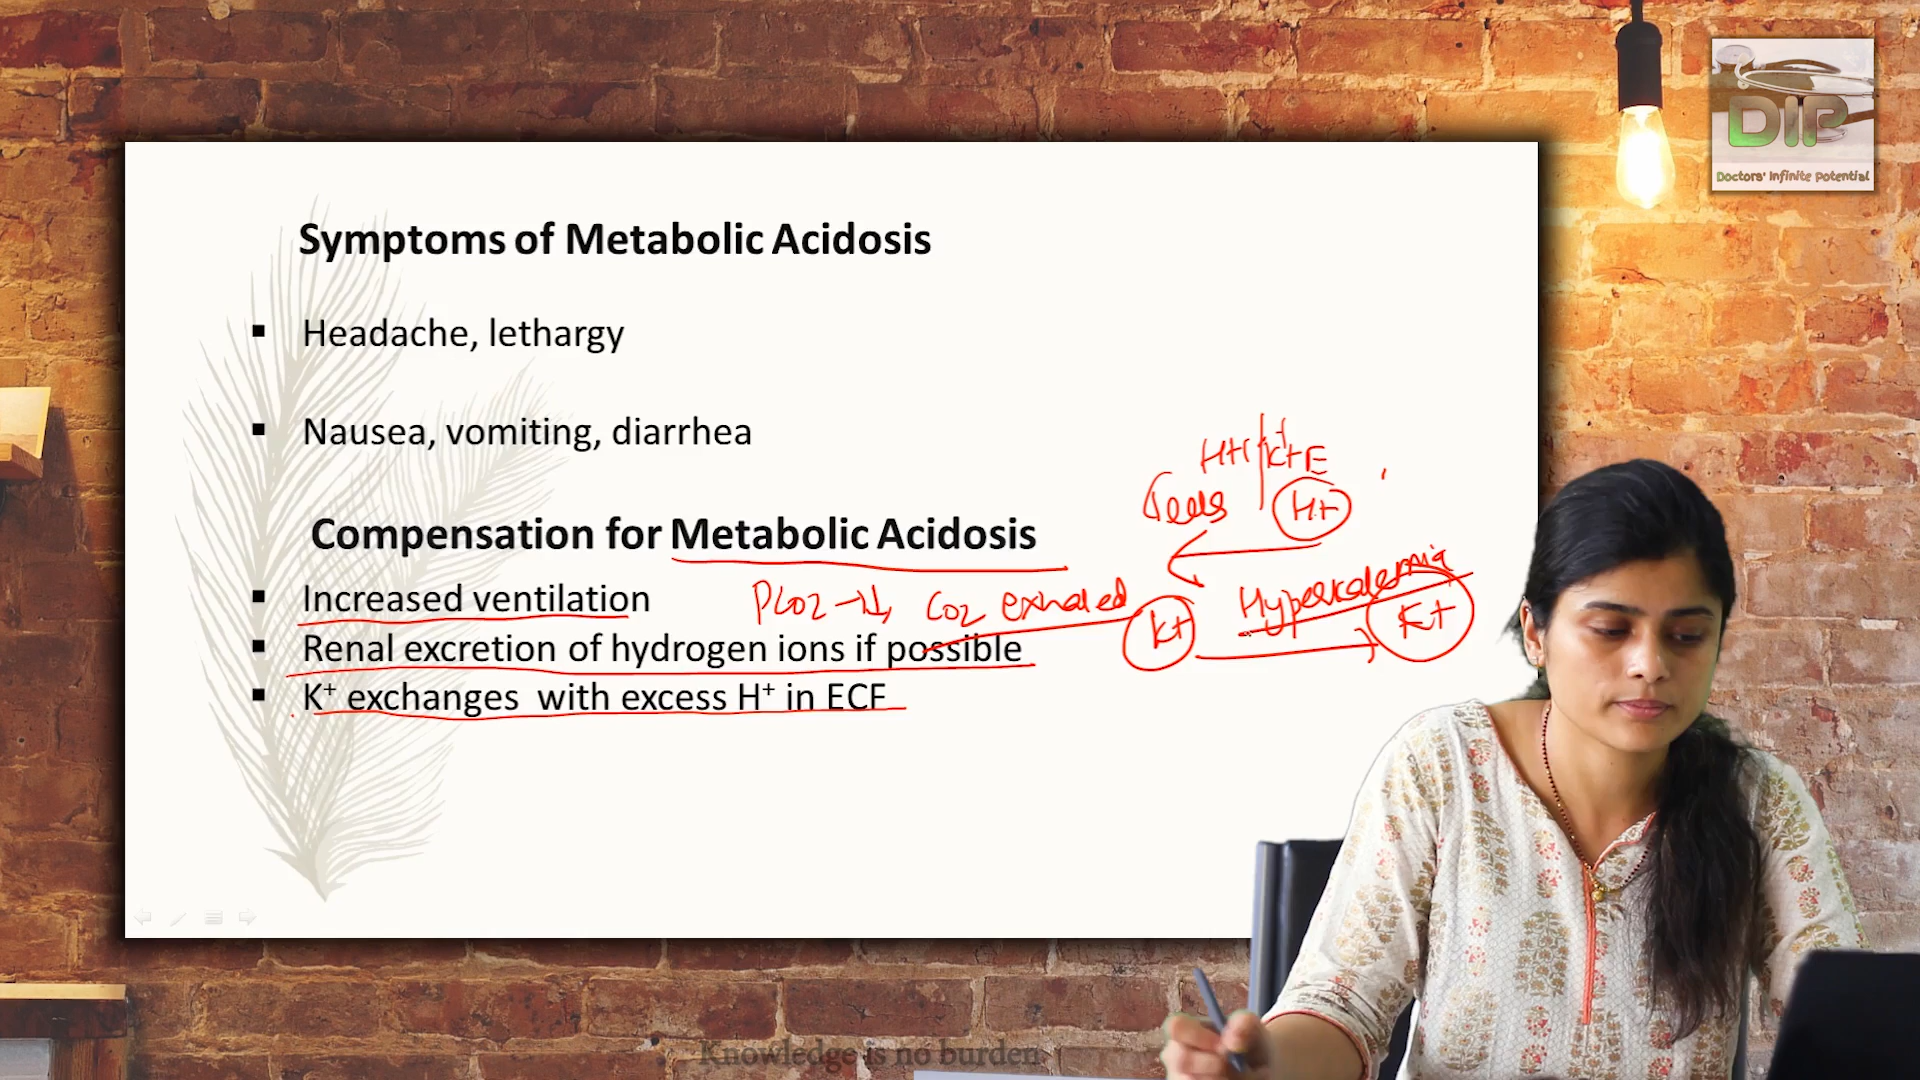 DIP
Doctors' Infinite Potential
Symptoms of Metabolic Acidosis
▪ Headache, lethargy
▪ Nausea, vomiting, diarrhea
H+ K+ E
Cells H+
Compensation for Metabolic Acidosis
▪ Increased ventilation PCO2 → ↓, CO2 exhaled K+ Hyperkalemia K+
▪ Renal excretion of hydrogen ions if possible
▪ K⁺ exchanges with excess H⁺ in ECF
Knowledge is no burden